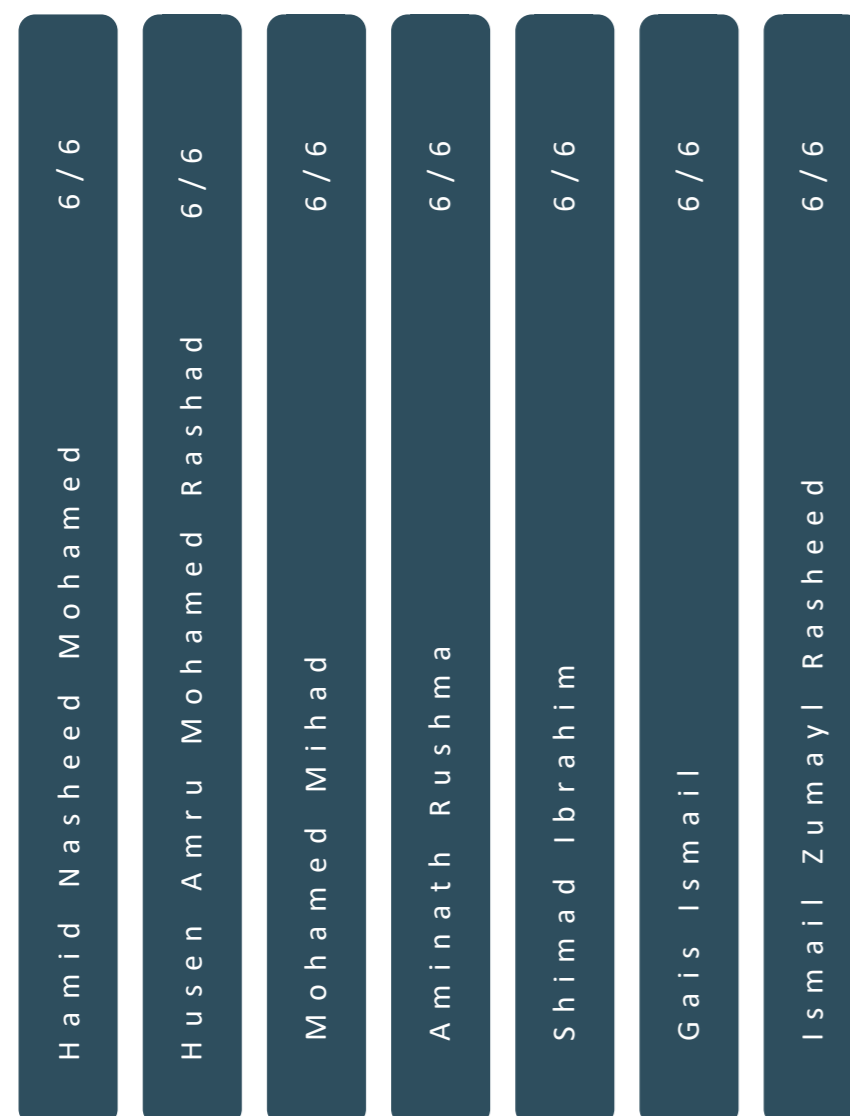 Hamid Nasheed Mohamed 6/6
Husen Amru Mohamed Rashad 6/6
Mohamed Mihad 6/6
Aminath Rushma 6/6
Shimad Ibrahim 6/6
Gais Ismail 6/6
Ismail Zumayl Rasheed 6/6